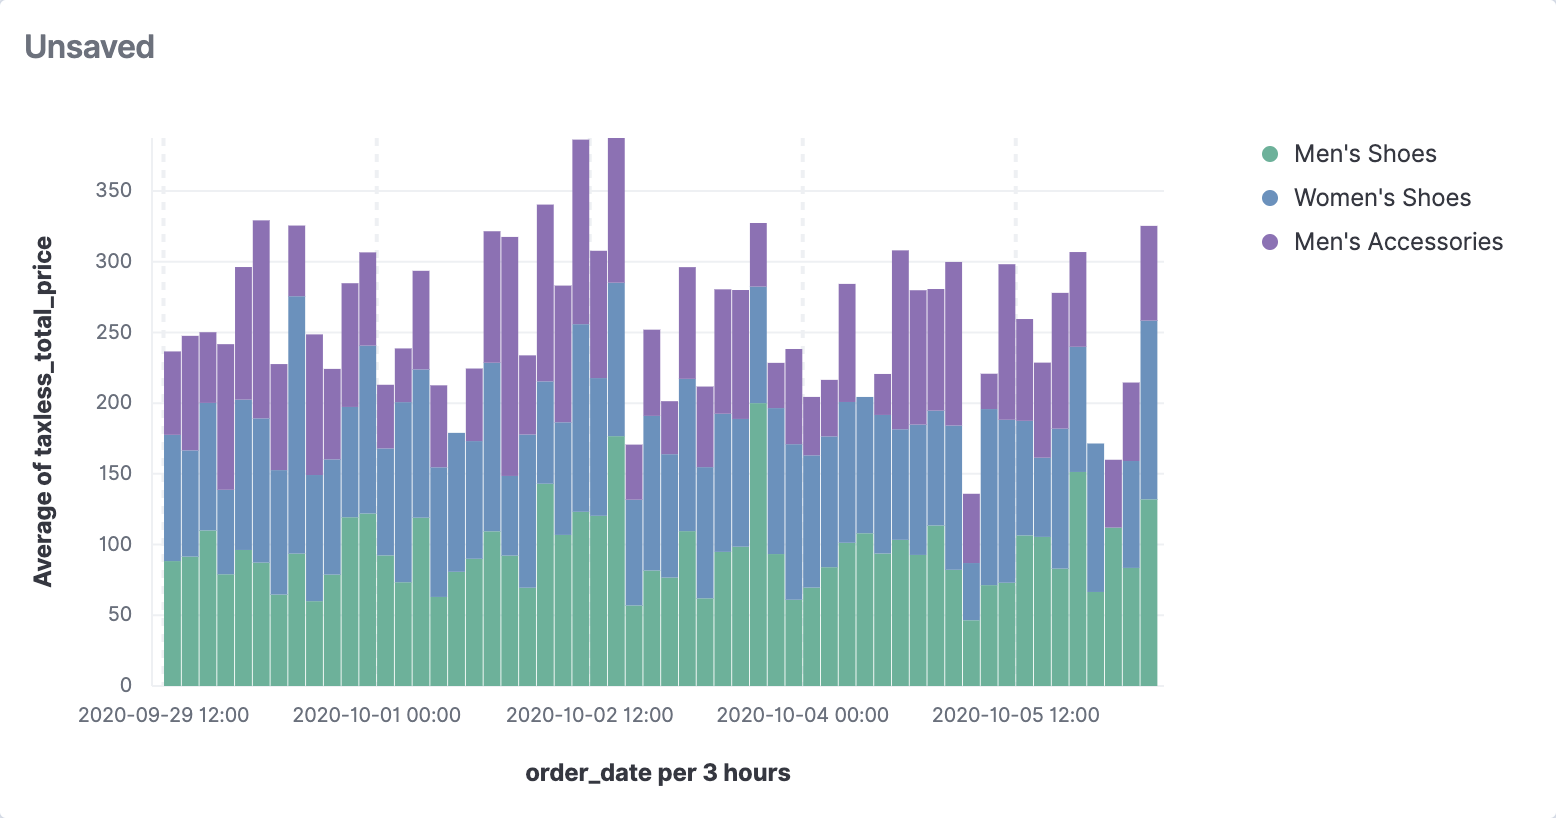 Unsaved
Men's Shoes
Women's Shoes
Men's Accessories
Average of taxless_total_price
350
300
250
200
150
100
50
0
2020-09-29 12:00 2020-10-01 00:00 2020-10-02 12:00 2020-10-04 00:00 2020-10-05 12:00
order_date per 3 hours